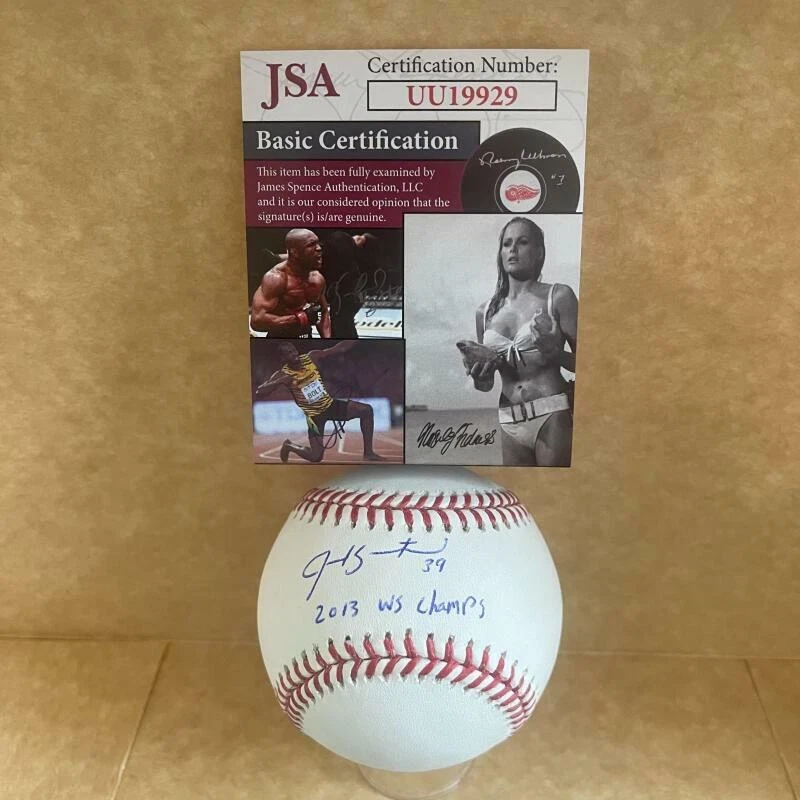 JSA
Certification Number:
UU19929
Basic Certification
This item has been fully examined by
James Spence Authentication, LLC
and it is our considered opinion that the
signature(s) is/are genuine.
BOLT
39
2013 WS Champs